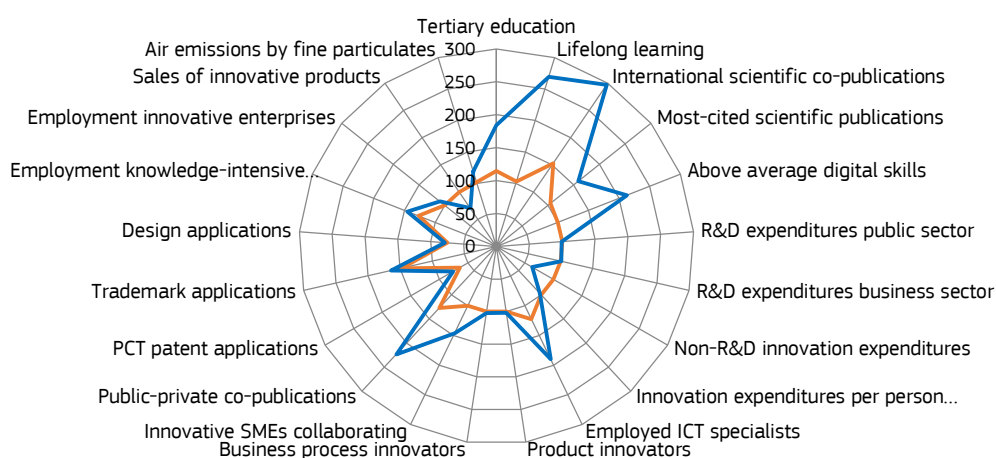 Tertiary education
Lifelong learning
International scientific co-publications
Most-cited scientific publications
Above average digital skills
R&D expenditures public sector
R&D expenditures business sector
Non-R&D innovation expenditures
Innovation expenditures per person...
Employed ICT specialists
Product innovators
Business process innovators
Innovative SMEs collaborating
Public-private co-publications
PCT patent applications
Trademark applications
Design applications
Employment knowledge-intensive...
Employment innovative enterprises
Sales of innovative products
Air emissions by fine particulates
300
250
200
150
100
50
0